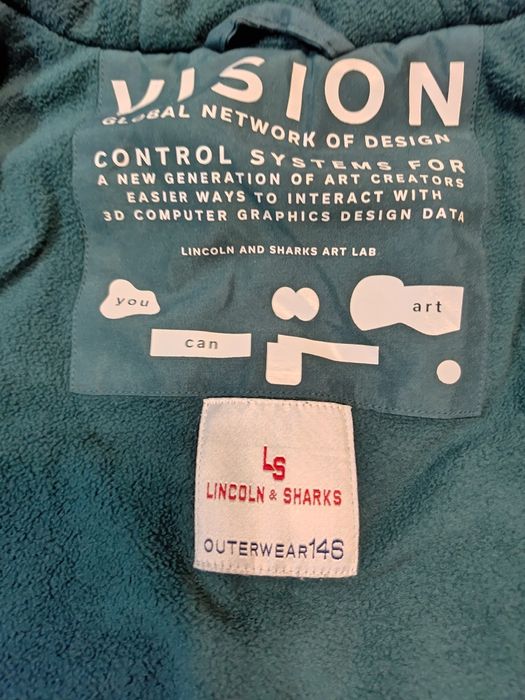 VISION
GLOBAL NETWORK OF DESIGN
CONTROL SYSTEMS FOR
A NEW GENERATION OF ART CREATORS
EASIER WAYS TO INTERACT WITH
3D COMPUTER GRAPHICS DESIGN DATA
LINCOLN AND SHARKS ART LAB
you
art
can
LS
LINCOLN & SHARKS
OUTERWEAR146